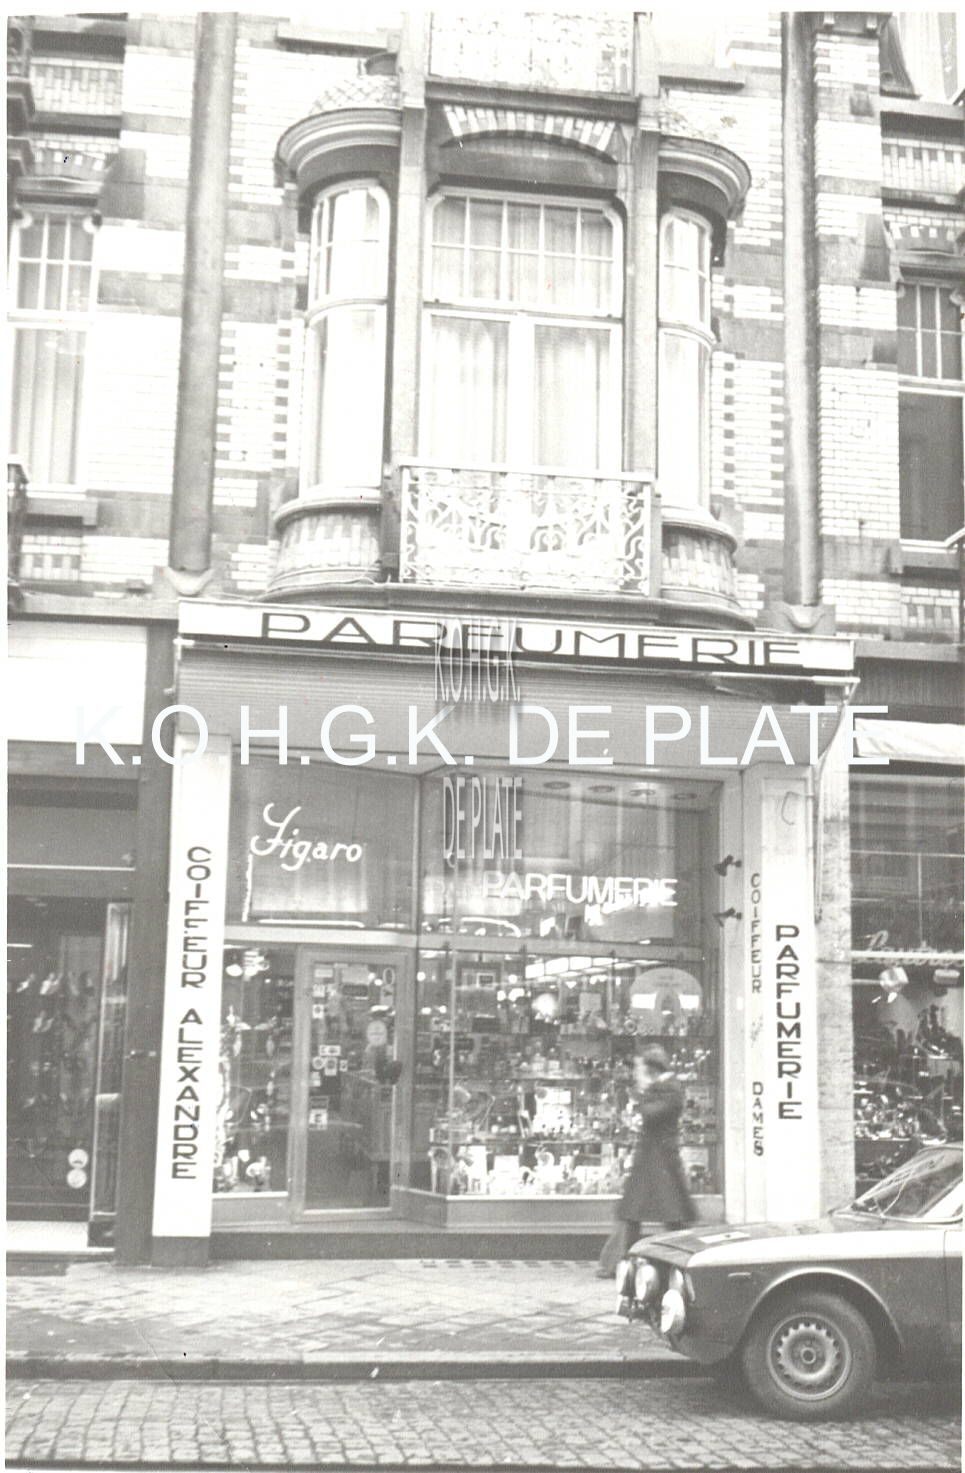 PARFUMERIE
K.O.H.G.K.
K.O.H.G.K. DE PLATE
DE PLATE
Figaro
PARFUMERIE
COIFFEUR ALEXANDRE
COIFFEUR
DAMES
PARFUMERIE